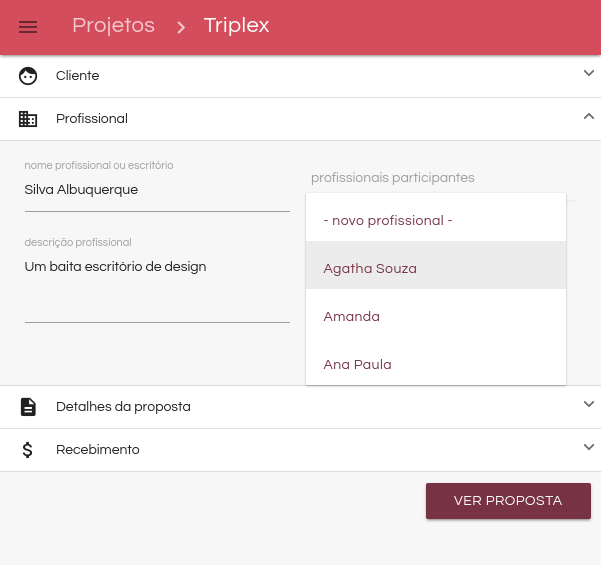 Projetos > Triplex
Cliente
Profissional
nome profissional ou escritório
Silva Albuquerque
descrição profissional
Um baita escritório de design
profissionais participantes
- novo profissional -
Agatha Souza
Amanda
Ana Paula
Detalhes da proposta
Recebimento
VER PROPOSTA